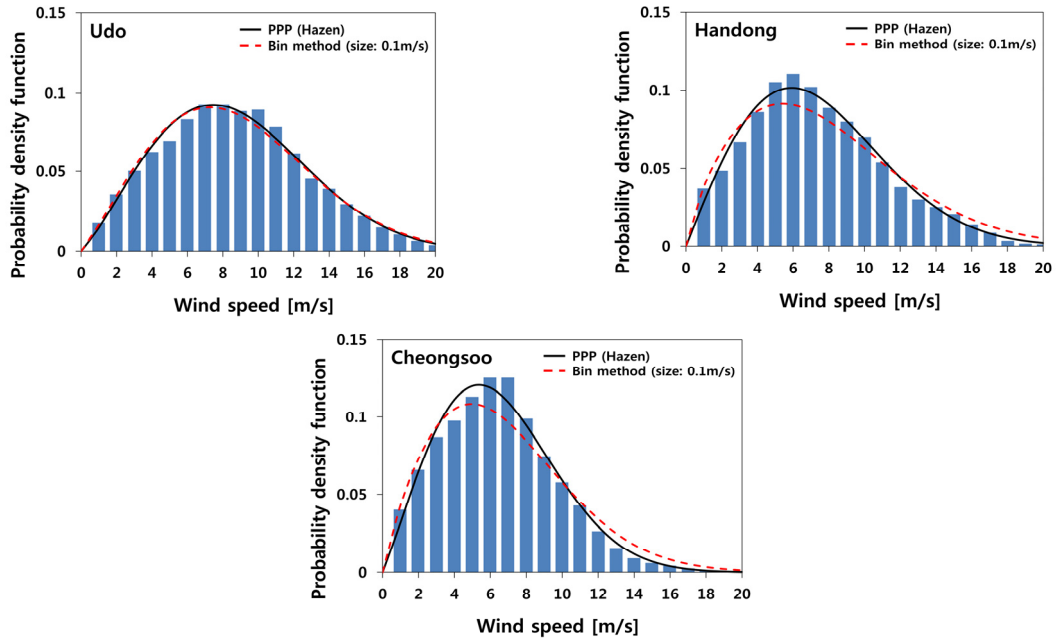 Udo
PPP (Hazen)
Bin method (size: 0.1m/s)
Probability density function
0.15
0.1
0.05
0
0 2 4 6 8 10 12 14 16 18 20
Wind speed [m/s]
Handong
PPP (Hazen)
Bin method (size: 0.1m/s)
Probability density function
0.15
0.1
0.05
0
0 2 4 6 8 10 12 14 16 18 20
Wind speed [m/s]
Cheongsoo
PPP (Hazen)
Bin method (size: 0.1m/s)
Probability density function
0.15
0.1
0.05
0
0 2 4 6 8 10 12 14 16 18 20
Wind speed [m/s]